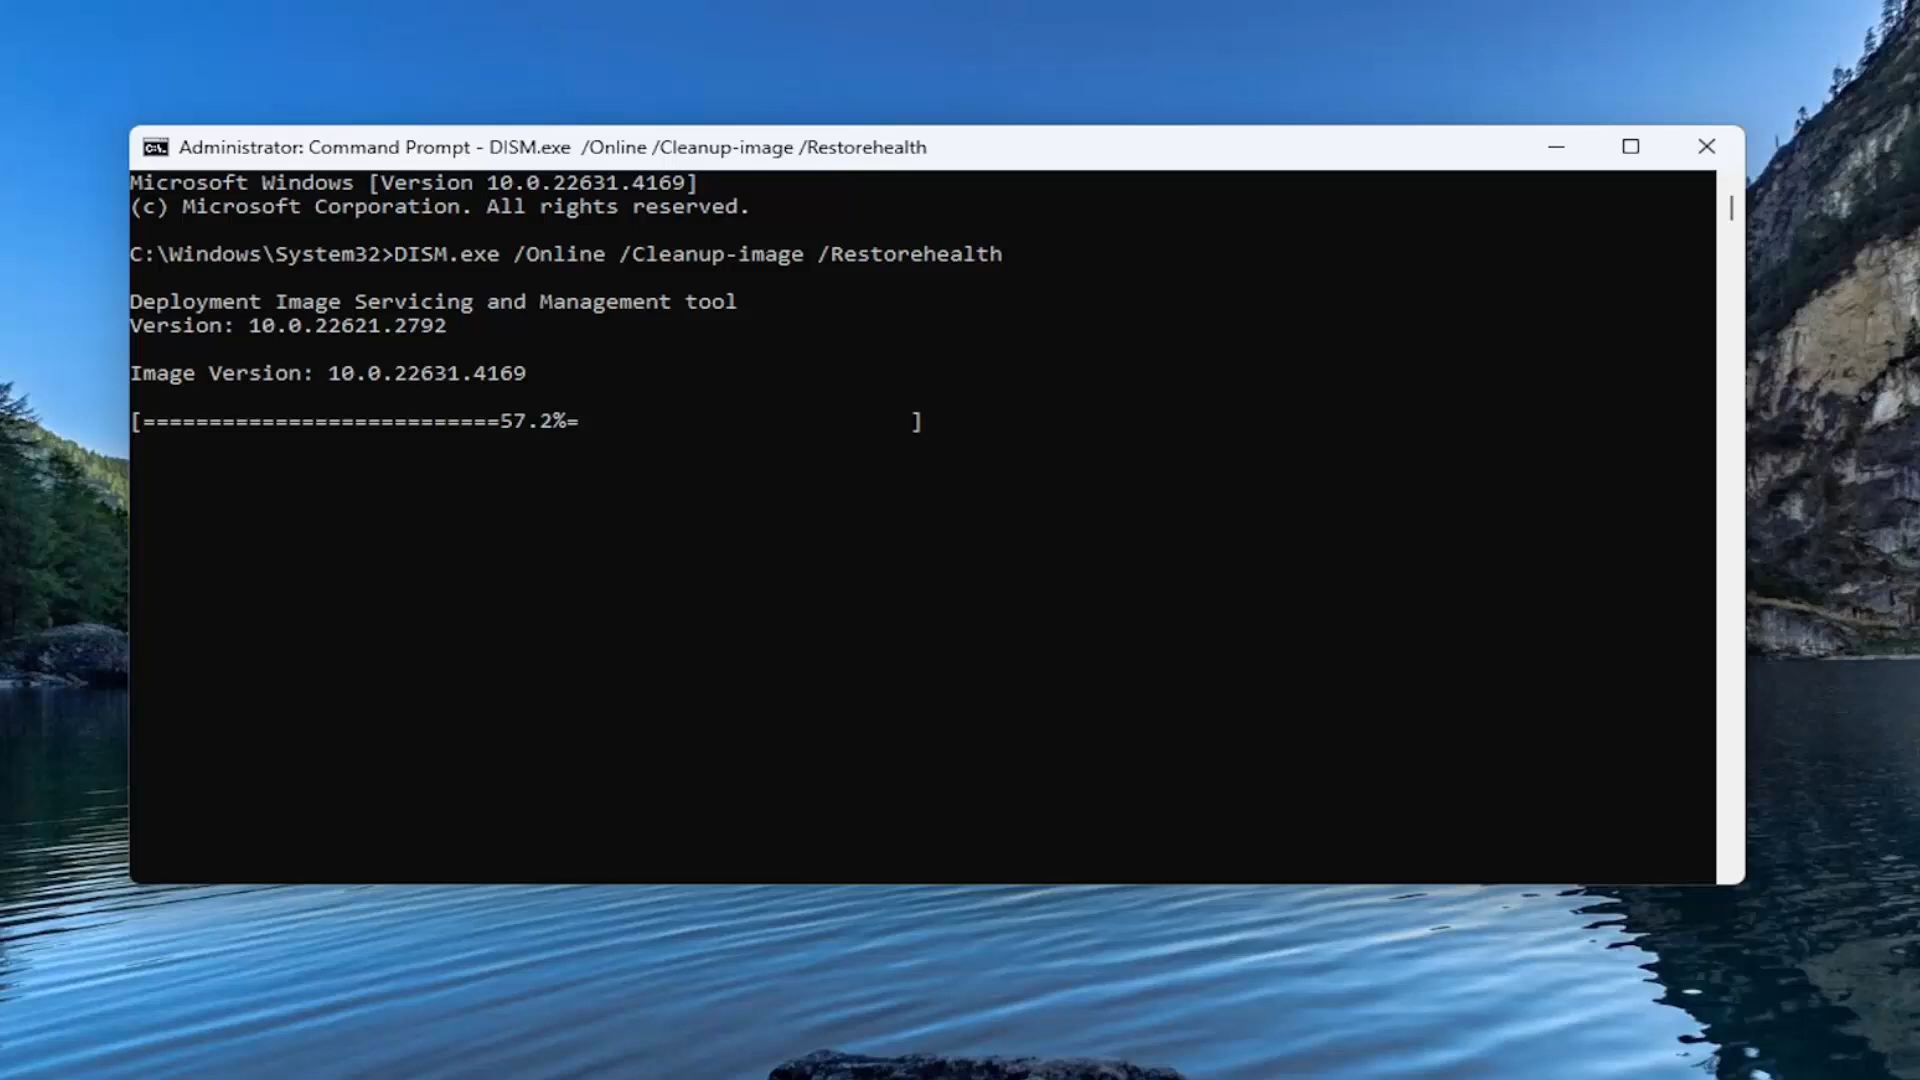 Administrator: Command Prompt - DISM.exe  /Online /Cleanup-image /Restorehealth
Microsoft Windows [Version 10.0.22631.4169]
(c) Microsoft Corporation. All rights reserved.
C:\Windows\System32>DISM.exe /Online /Cleanup-image /Restorehealth
Deployment Image Servicing and Management tool
Version: 10.0.22621.2792
Image Version: 10.0.22631.4169
[===========================57.2%=                         ]